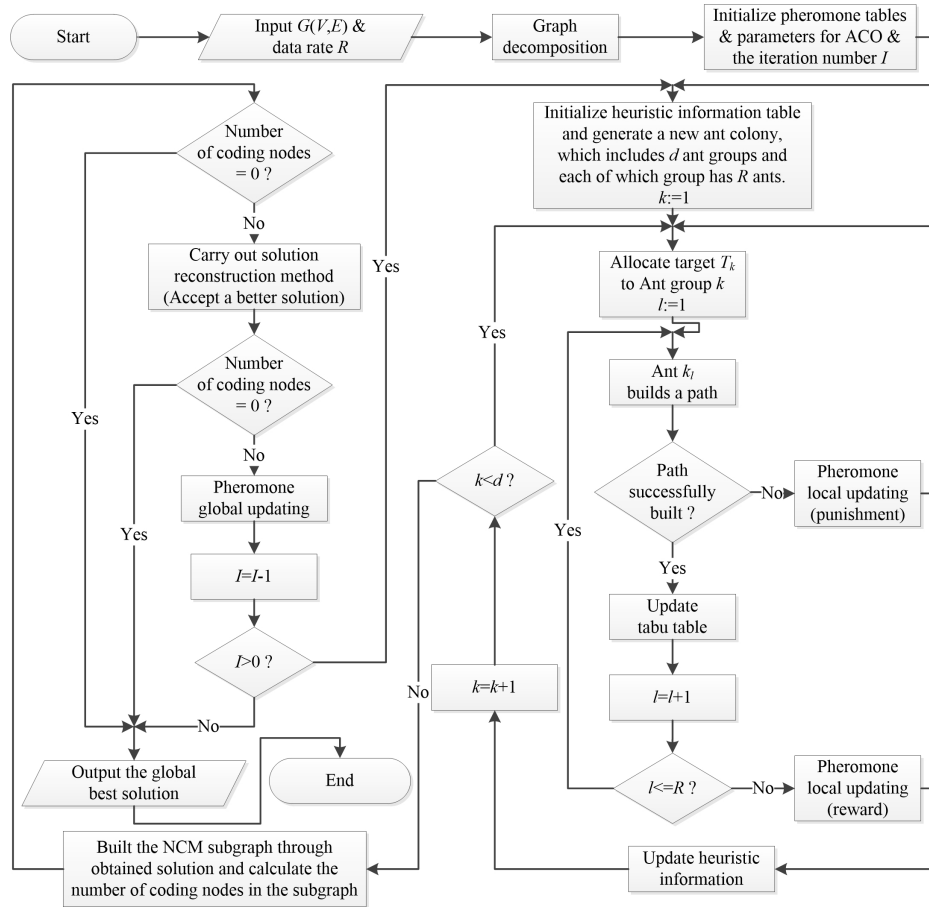 Start
Input G(V,E) &
data rate R
Graph
decomposition
Initialize pheromone tables
& parameters for ACO &
the iteration number I
Number
of coding nodes
= 0 ?
Yes
No
Carry out solution
reconstruction method
(Accept a better solution)
Number
of coding nodes
= 0 ?
Yes
No
Pheromone
global updating
I=I-1
I>0 ?
Yes
No
Output the global
best solution
End
Built the NCM subgraph through
obtained solution and calculate the
number of coding nodes in the subgraph
Initialize heuristic information table
and generate a new ant colony,
which includes d ant groups and
each of which group has R ants.
k:=1
Allocate target Tk
to Ant group k
l:=1
Ant kl
builds a path
Path
successfully
built ?
No
Pheromone
local updating
(punishment)
Yes
Update
tabu table
l=l+1
l<=R ?
Yes
No
Pheromone
local updating
(reward)
Update heuristic
information
k=k+1
k<d ?
Yes
No